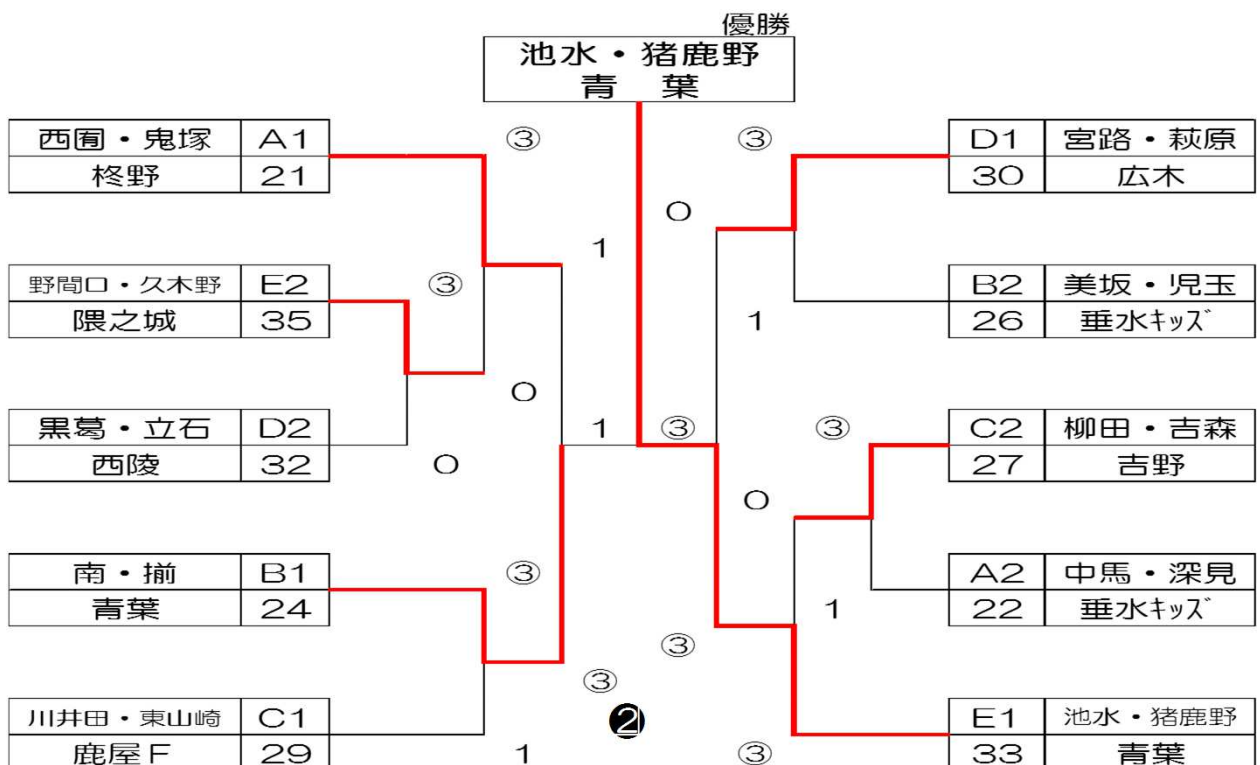 優勝
池水・猪鹿野
青 葉
西囿・鬼塚 A1 ③ ③ D1 宮路・萩原
柊野 21 30 広木
0
1
野間口・久木野 E2 ③ B2 美坂・児玉
隈之城 35 1 26 垂水ｷｯｽﾞ
0
黒葛・立石 D2 1 ③ ③ C2 柳田・吉森
西陵 32 0 27 吉野
0
南・揃 B1 ③ A2 中馬・深見
青葉 24 1 22 垂水ｷｯｽﾞ
③
③
川井田・東山崎 C1 ❷ E1 池水・猪鹿野
鹿屋F 29 1 ③ 33 青葉